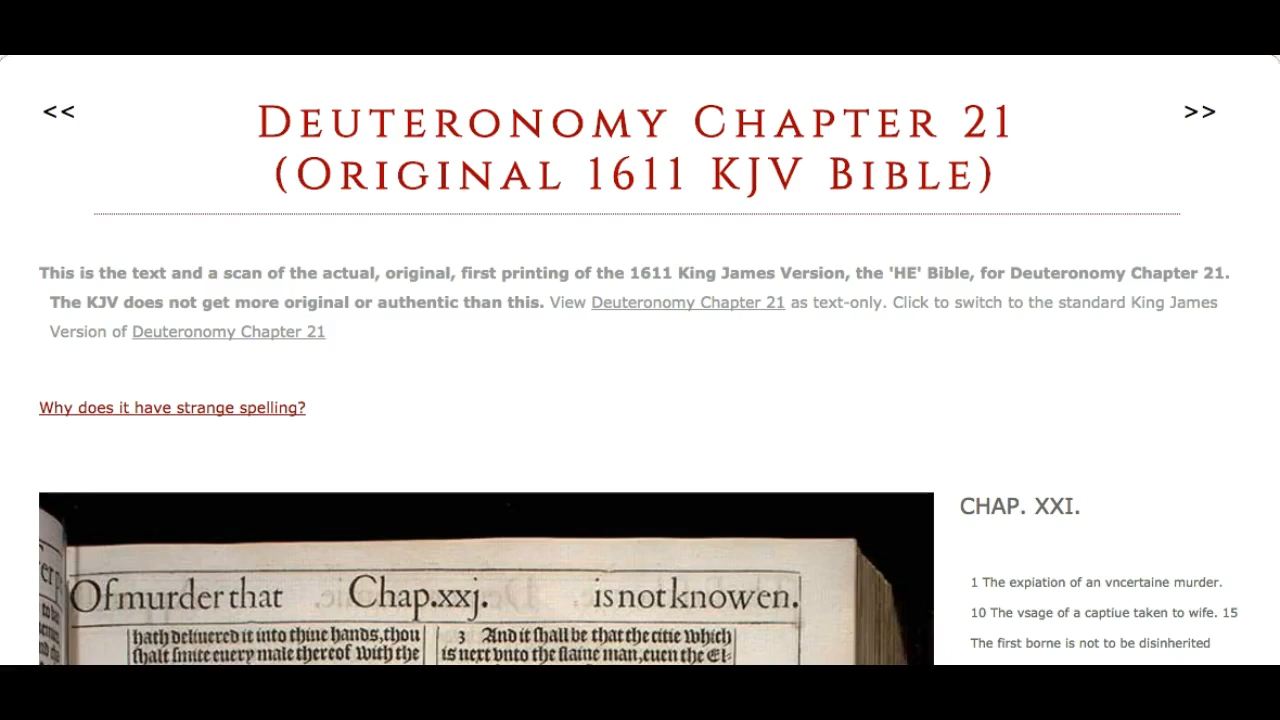 <<
>>
Deuteronomy Chapter 21
(Original 1611 KJV Bible)
This is the text and a scan of the actual, original, first printing of the 1611 King James Version, the 'HE' Bible, for Deuteronomy Chapter 21.
The KJV does not get more original or authentic than this. View Deuteronomy Chapter 21 as text-only. Click to switch to the standard King James
Version of Deuteronomy Chapter 21
Why does it have strange spelling?
Of murder that Chap.xxj. is not knowen.
hath deliuered it into thine hands, thou
shalt smite euery male thereof with the
3 And it shall be that the citie which
is next vnto the slaine man, euen the El-
CHAP. XXI.
1 The expiation of an vncertaine murder.
10 The vsage of a captiue taken to wife. 15
The first borne is not to be disinherited